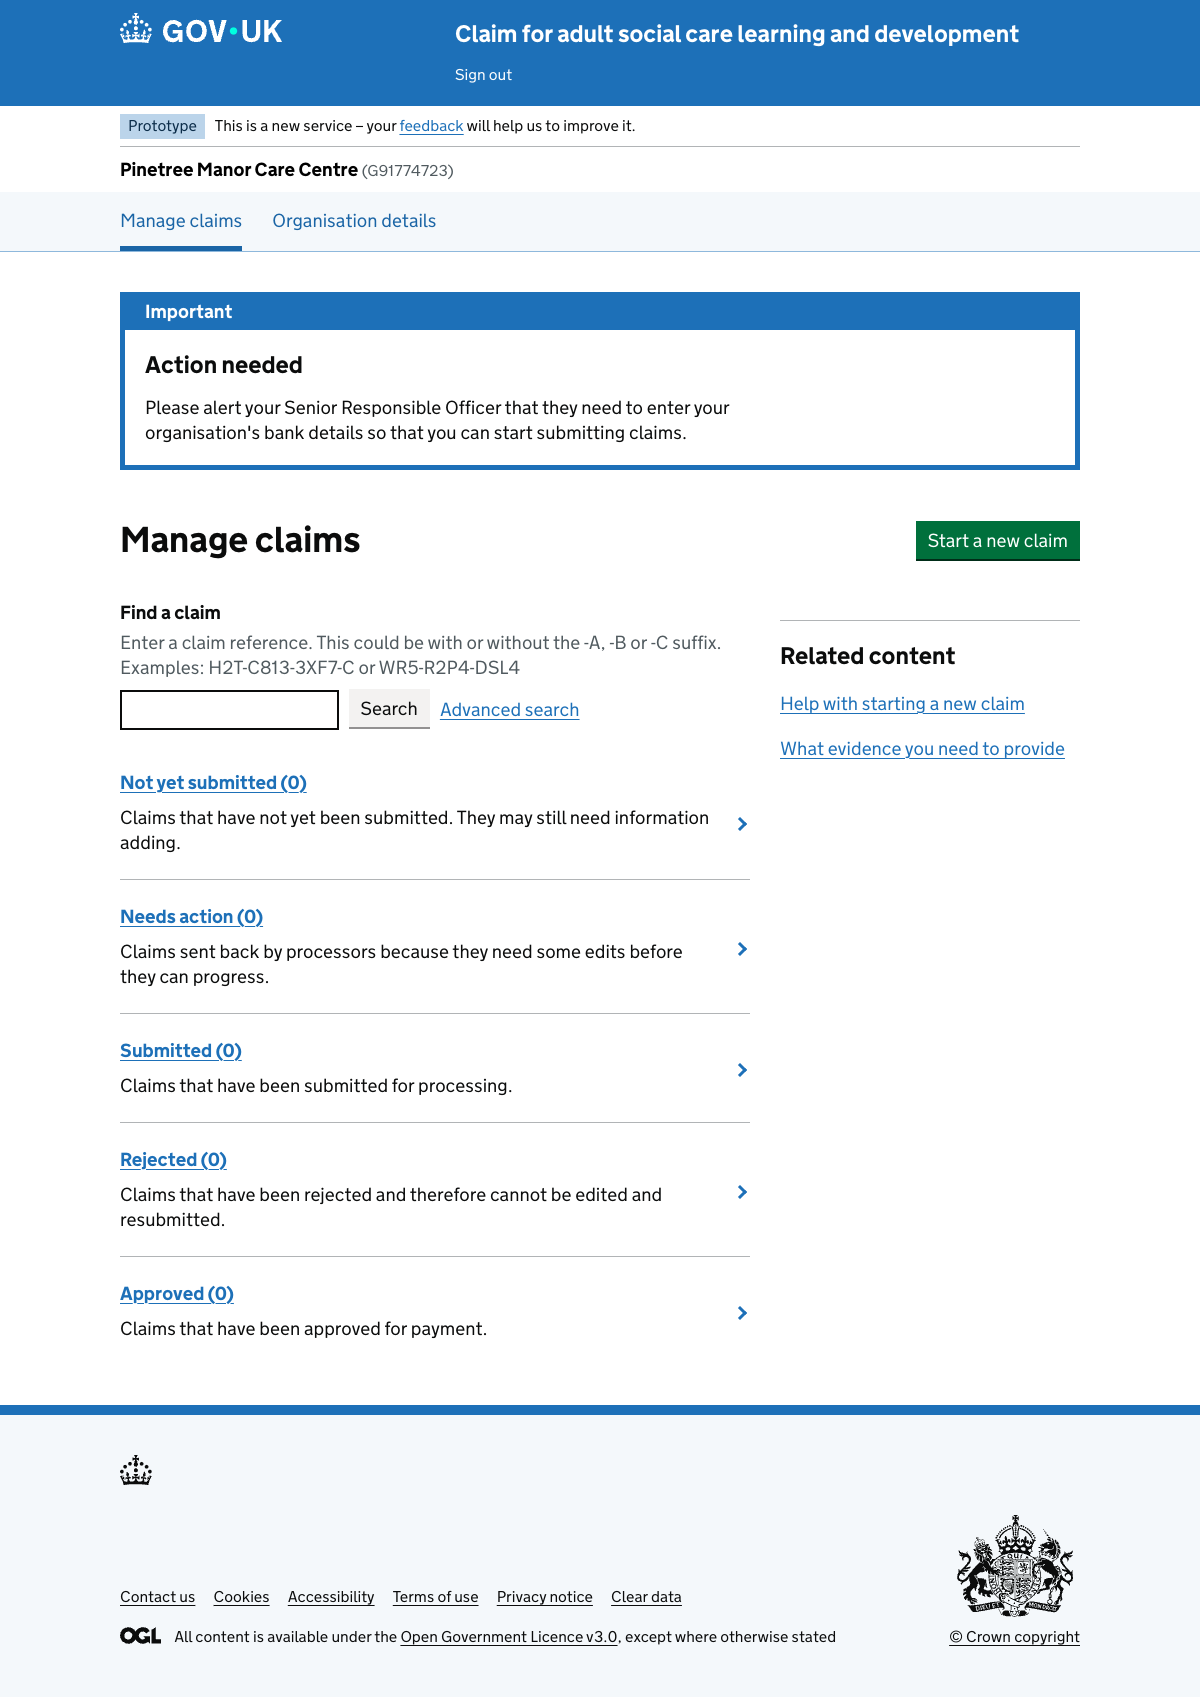 GOV·UK
Claim for adult social care learning and development
Sign out
Prototype This is a new service – your feedback will help us to improve it.
Pinetree Manor Care Centre (G91774723)
Manage claims Organisation details
Important
Action needed
Please alert your Senior Responsible Officer that they need to enter your
organisation's bank details so that you can start submitting claims.
Manage claims
Start a new claim
Find a claim
Enter a claim reference. This could be with or without the -A, -B or -C suffix.
Examples: H2T-C813-3XF7-C or WR5-R2P4-DSL4
Search Advanced search
Related content
Help with starting a new claim
What evidence you need to provide
Not yet submitted (0)
Claims that have not yet been submitted. They may still need information
adding.
Needs action (0)
Claims sent back by processors because they need some edits before
they can progress.
Submitted (0)
Claims that have been submitted for processing.
Rejected (0)
Claims that have been rejected and therefore cannot be edited and
resubmitted.
Approved (0)
Claims that have been approved for payment.
Contact us Cookies Accessibility Terms of use Privacy notice Clear data
OGL All content is available under the Open Government Licence v3.0, except where otherwise stated
© Crown copyright